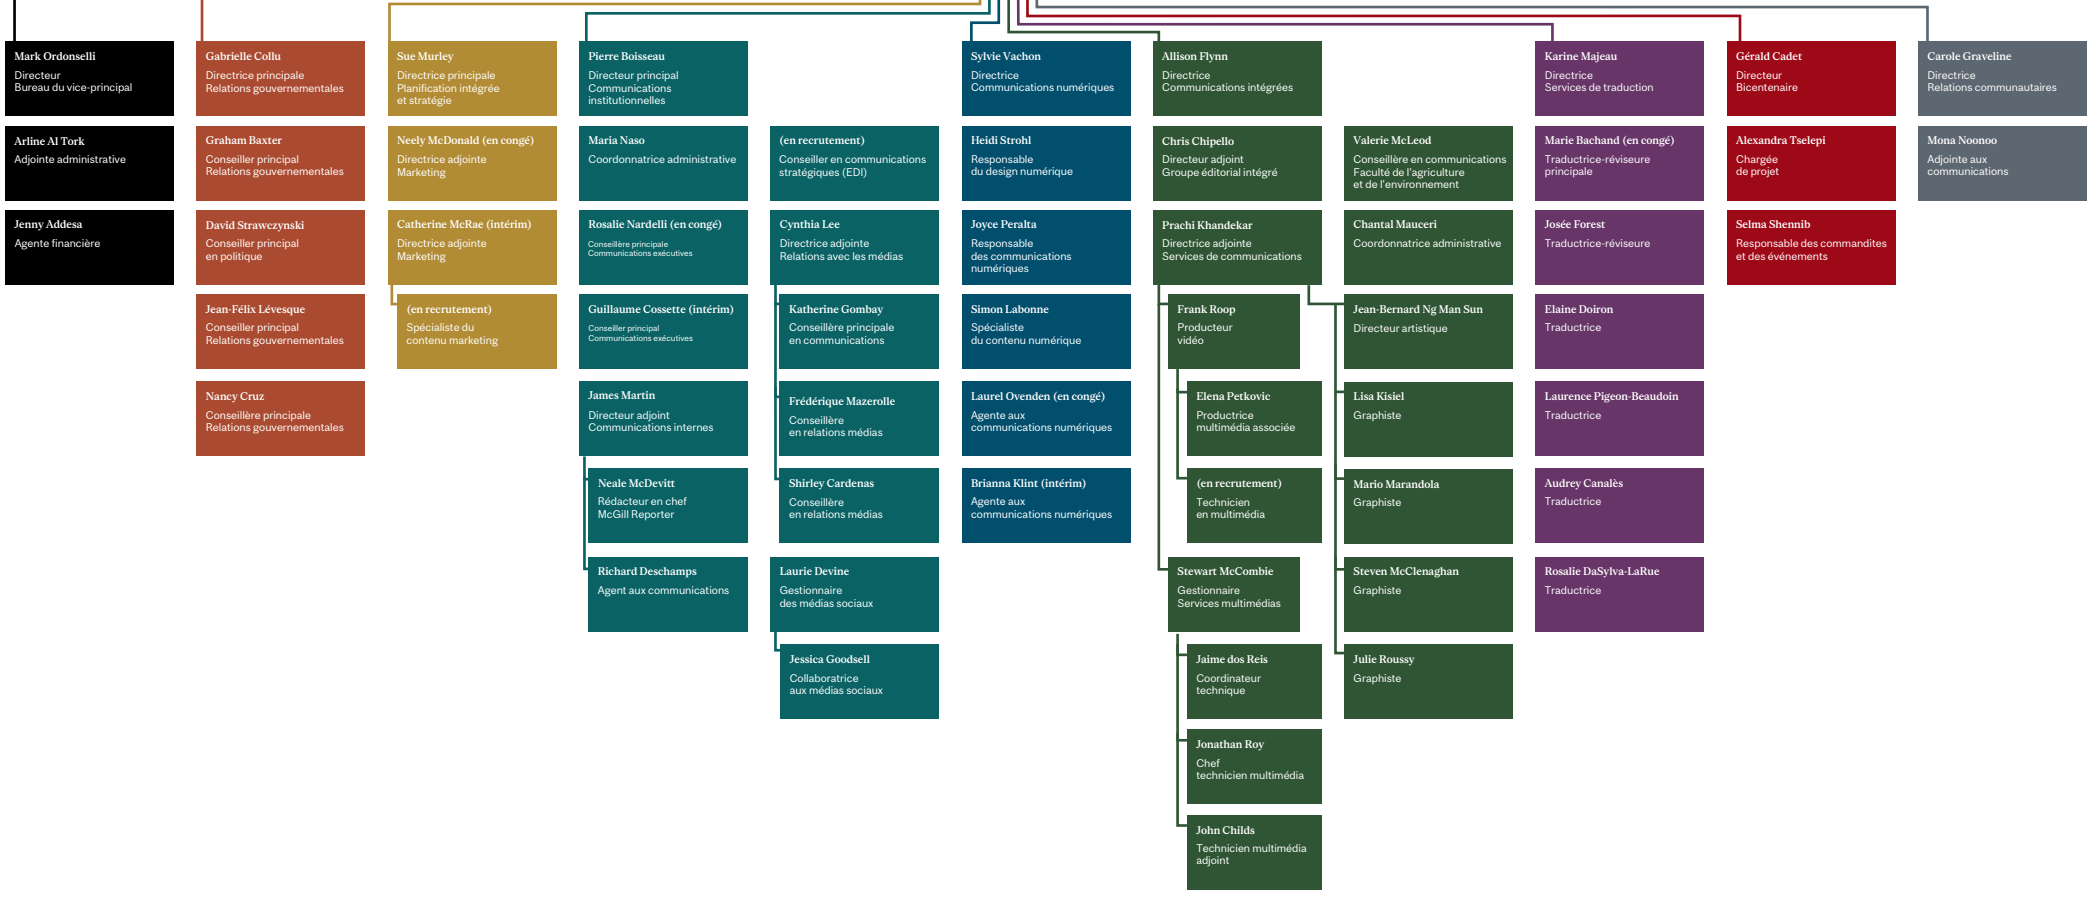 Mark Ordonselli
Directeur
Bureau du vice-principal
Arline Al Tork
Adjointe administrative
Jenny Addesa
Agente financière
Gabrielle Collu
Directrice principale
Relations gouvernementales
Graham Baxter
Conseiller principal
Relations gouvernementales
David Strawczynski
Conseiller principal
en politique
Jean-Félix Lévesque
Conseiller principal
Relations gouvernementales
Nancy Cruz
Conseillère principale
Relations gouvernementales
Sue Murley
Directrice principale
Planification intégrée
et stratégie
Neely McDonald (en congé)
Directrice adjointe
Marketing
Catherine McRae (intérim)
Directrice adjointe
Marketing
(en recrutement)
Spécialiste du
contenu marketing
Pierre Boisseau
Directeur principal
Communications
institutionnelles
Maria Naso
Coordonnatrice administrative
Rosalie Nardelli (en congé)
Conseillère principale
Communications exécutives
Guillaume Cossette (intérim)
Conseiller principal
Communications exécutives
James Martin
Directeur adjoint
Communications internes
Neale McDevitt
Rédacteur en chef
McGill Reporter
Richard Deschamps
Agent aux communications
(en recrutement)
Conseiller en communications
stratégiques (EDI)
Cynthia Lee
Directrice adjointe
Relations avec les médias
Katherine Gombay
Conseillère principale
en communications
Frédérique Mazerolle
Conseillère
en relations médias
Shirley Cardenas
Conseillère
en relations médias
Laurie Devine
Gestionnaire
des médias sociaux
Jessica Goodsell
Collaboratrice
aux médias sociaux
Sylvie Vachon
Directrice
Communications numériques
Heidi Strohl
Responsable
du design numérique
Joyce Peralta
Responsable
des communications
numériques
Simon Labonne
Spécialiste
du contenu numérique
Laurel Ovenden (en congé)
Agente aux
communications numériques
Brianna Klint (intérim)
Agente aux
communications numériques
Allison Flynn
Directrice
Communications intégrées
Chris Chipello
Directeur adjoint
Groupe éditorial intégré
Prachi Khandekar
Directrice adjointe
Services de communications
Frank Roop
Producteur
vidéo
Elena Petkovic
Productrice
multimédia associée
(en recrutement)
Technicien
en multimédia
Stewart McCombie
Gestionnaire
Services multimédias
Jaime dos Reis
Coordinateur
technique
Jonathan Roy
Chef
technicien multimédia
John Childs
Technicien multimédia
adjoint
Valerie McLeod
Conseillère en communications
Faculté de l'agriculture
et de l'environnement
Chantal Mauceri
Coordonnatrice administrative
Jean-Bernard Ng Man Sun
Directeur artistique
Lisa Kisiel
Graphiste
Mario Marandola
Graphiste
Steven McClenaghan
Graphiste
Julie Roussy
Graphiste
Karine Majeau
Directrice
Services de traduction
Marie Bachand (en congé)
Traductrice-réviseure
principale
Josée Forest
Traductrice-réviseure
Elaine Doiron
Traductrice
Laurence Pigeon-Beaudoin
Traductrice
Audrey Canalès
Traductrice
Rosalie DaSylva-LaRue
Traductrice
Gérald Cadet
Directeur
Bicentenaire
Alexandra Tselepi
Chargée
de projet
Selma Shennib
Responsable des commandites
et des événements
Carole Graveline
Directrice
Relations communautaires
Mona Noonoo
Adjointe aux
communications